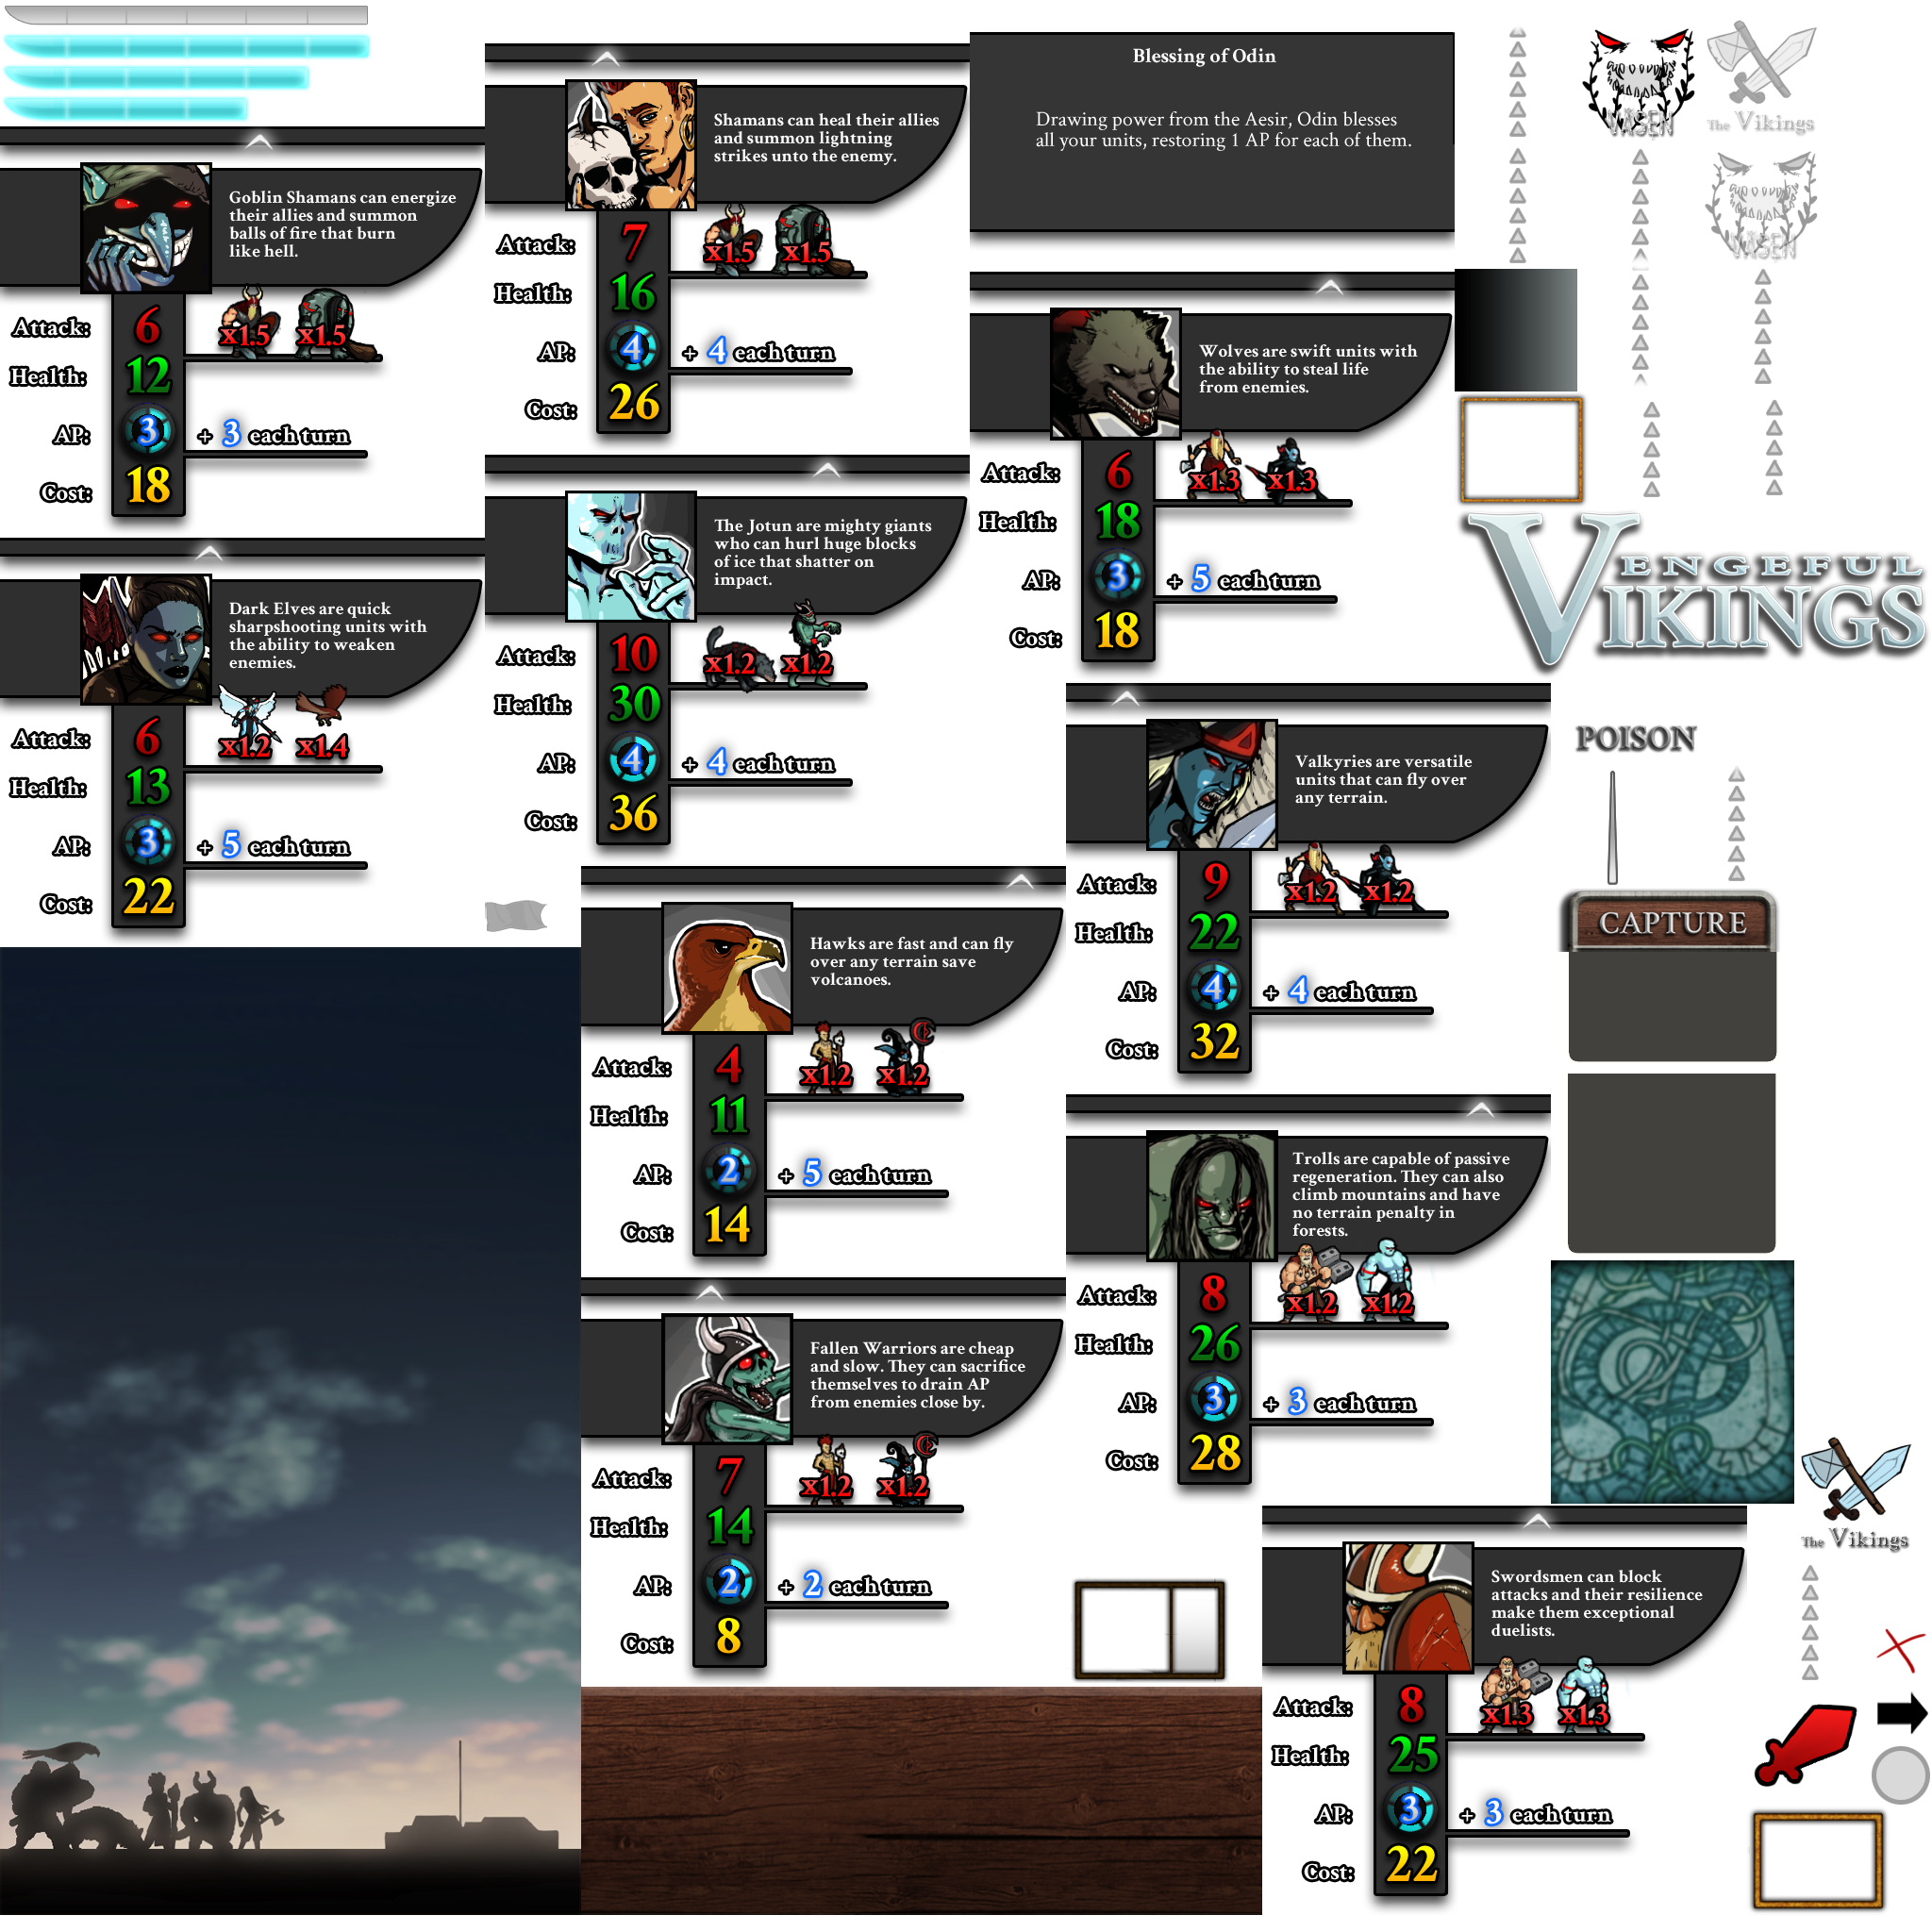 Goblin Shamans can energize
their allies and summon
balls of fire that burn
like hell.
Attack: 6 x1.5 x1.5
Health: 12
AP: 3 + 3 each turn
Cost: 18
Dark Elves are quick
sharpshooting units with
the ability to weaken
enemies.
Attack: 6 x1.2 x1.4
Health: 13
AP: 3 + 5 each turn
Cost: 22
Shamans can heal their allies
and summon lightning
strikes unto the enemy.
Attack: 7 x1.5 x1.5
Health: 16
AP: 4 + 4 each turn
Cost: 26
The Jotun are mighty giants
who can hurl huge blocks
of ice that shatter on
impact.
Attack: 10 x1.2 x1.2
Health: 30
AP: 4 + 4 each turn
Cost: 36
Hawks are fast and can fly
over any terrain save
volcanoes.
Attack: 4 x1.2 x1.2
Health: 11
AP: 2 + 5 each turn
Cost: 14
Fallen Warriors are cheap
and slow. They can sacrifice
themselves to drain AP
from enemies close by.
Attack: 7 x1.2 x1.2
Health: 14
AP: 2 + 2 each turn
Cost: 8
Blessing of Odin
Drawing power from the Aesir, Odin blesses
all your units, restoring 1 AP for each of them.
Wolves are swift units with
the ability to steal life
from enemies.
Attack: 6 x1.3 x1.3
Health: 18
AP: 3 + 5 each turn
Cost: 18
Valkyries are versatile
units that can fly over
any terrain.
Attack: 9 x1.2 x1.2
Health: 22
AP: 4 + 4 each turn
Cost: 32
Trolls are capable of passive
regeneration. They can also
climb mountains and have
no terrain penalty in
forests.
Attack: 8 x1.2 x1.2
Health: 26
AP: 3 + 3 each turn
Cost: 28
Swordsmen can block
attacks and their resilience
make them exceptional
duelists.
Attack: 8 x1.3 x1.3
Health: 25
AP: 3 + 3 each turn
Cost: 22
The Vikings
VENGEFUL
VIKINGS
POISON
CAPTURE
The Vikings